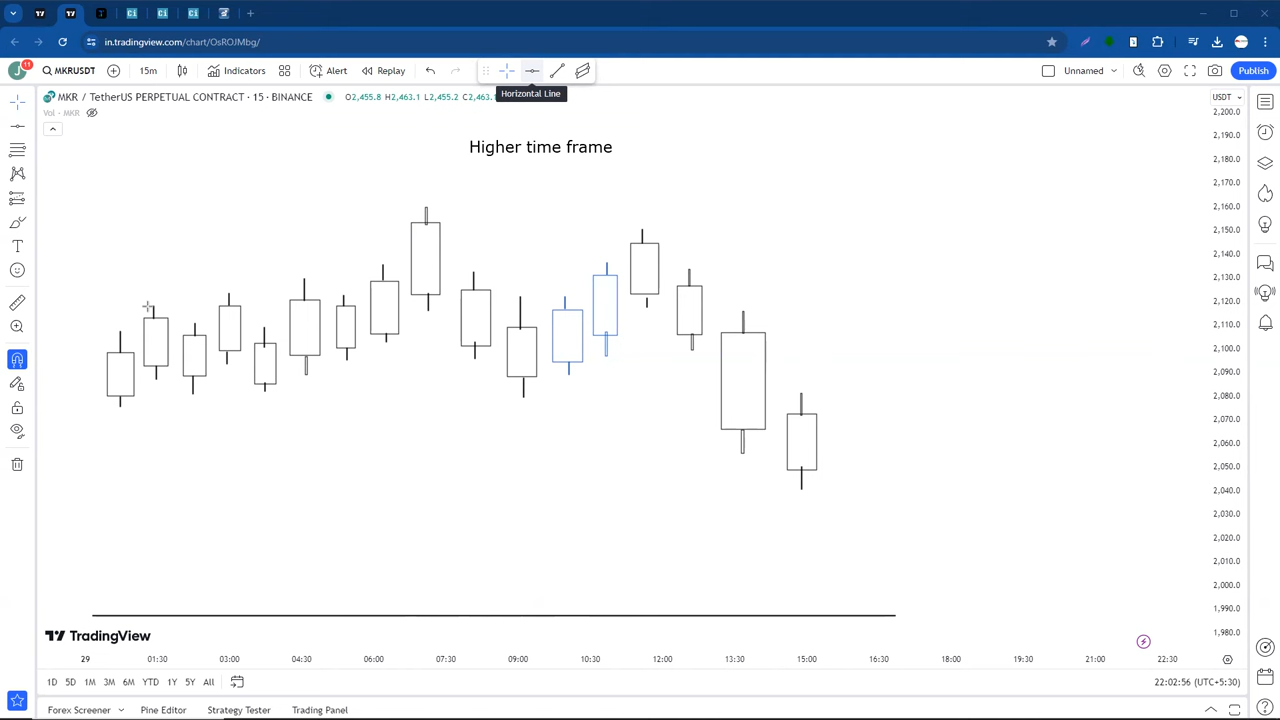 in.tradingview.com/chart/OsROJMbg/
J
11
MKRUSDT
15m
Indicators
Alert
Replay
Unnamed
Publish
Horizontal Line
MKR / TetherUS PERPETUAL CONTRACT · 15 · BINANCE
O2,455.8 H2,463.1 L2,455.2 C2,463.
USDT
Vol · MKR
Higher time frame
2,200.0
2,190.0
2,180.0
2,170.0
2,160.0
2,150.0
2,140.0
2,130.0
2,120.0
2,110.0
2,100.0
2,090.0
2,080.0
2,070.0
2,060.0
2,050.0
2,040.0
2,030.0
2,020.0
2,010.0
2,000.0
1,990.0
1,980.0
TradingView
29
01:30
03:00
04:30
06:00
07:30
09:00
10:30
12:00
13:30
15:00
16:30
18:00
19:30
21:00
22:30
1D 5D 1M 3M 6M YTD 1Y 5Y All
22:02:56 (UTC+5:30)
Forex Screener
Pine Editor
Strategy Tester
Trading Panel